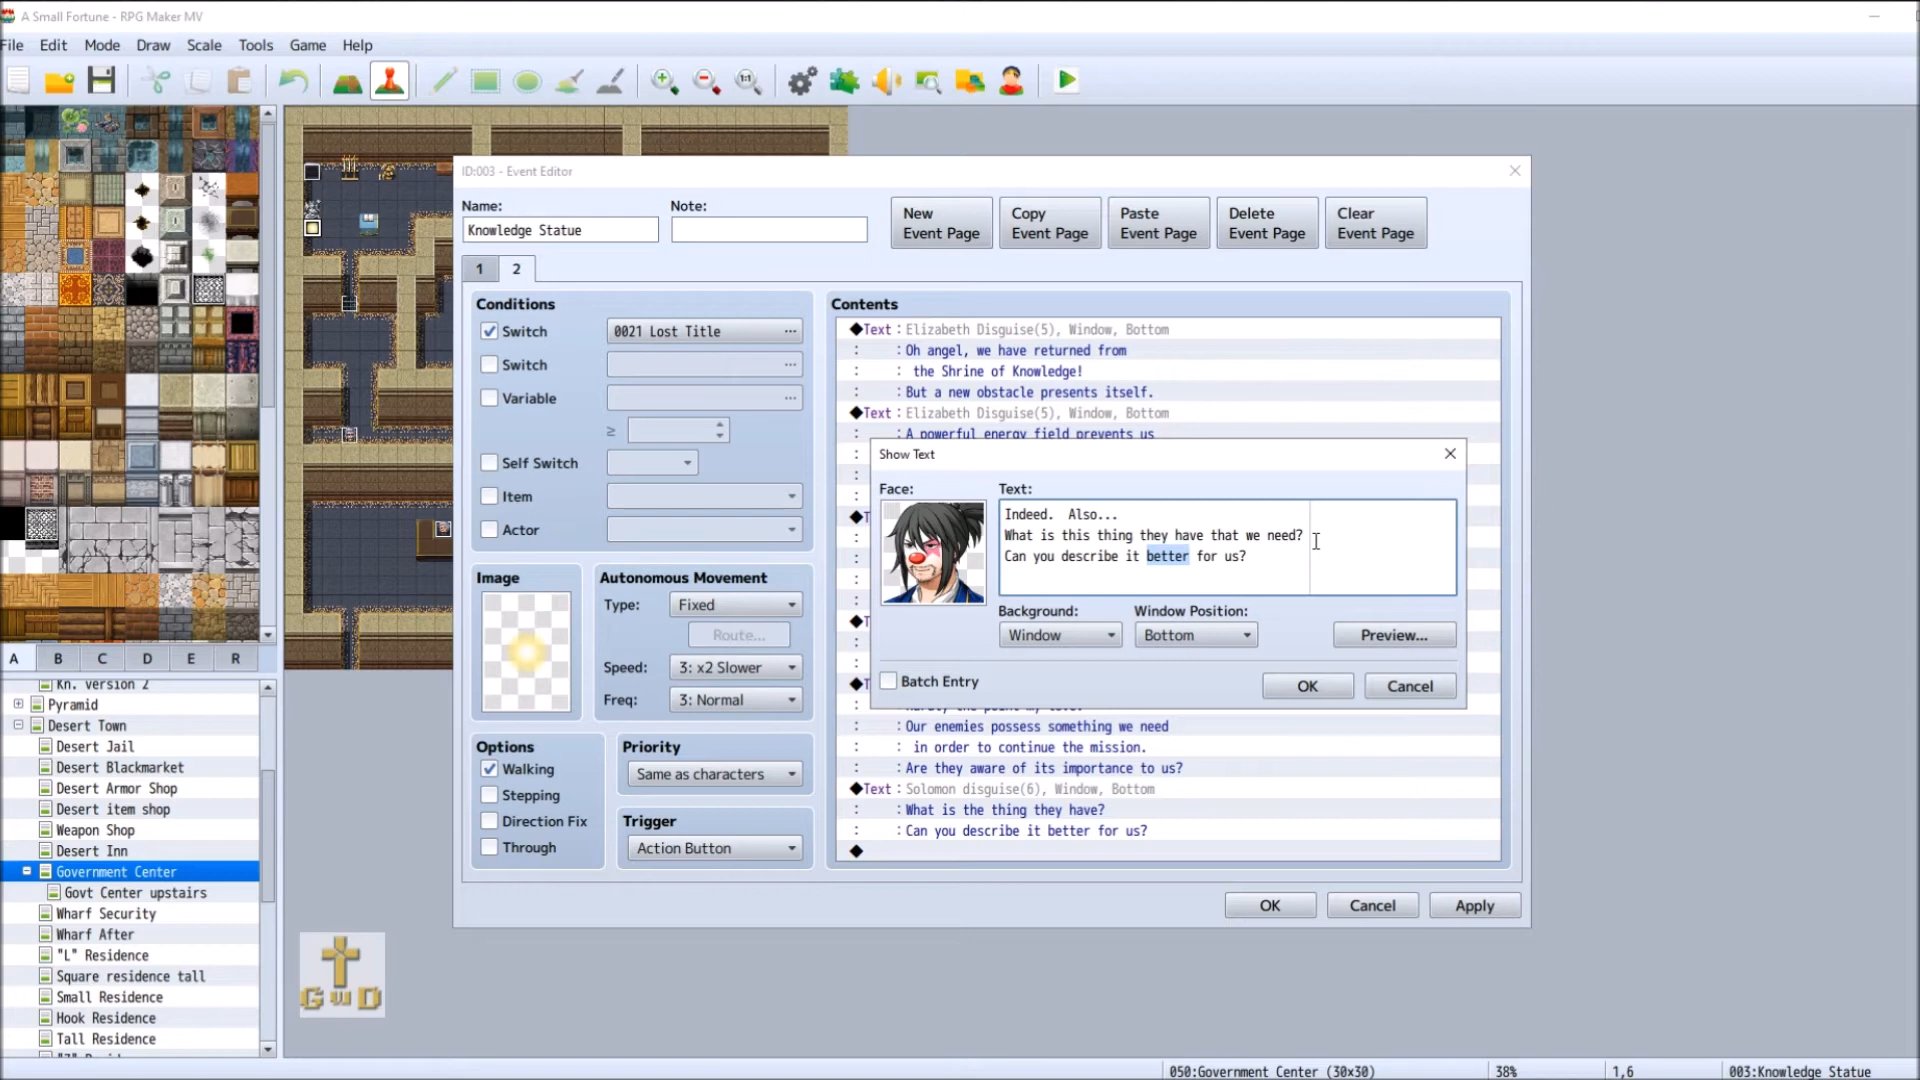 A Small Fortune - RPG Maker MV
File Edit Mode Draw Scale Tools Game Help
1:1
ID:003 - Event Editor
Name:
Note:
Knowledge Statue
New Event Page
Copy Event Page
Paste Event Page
Delete Event Page
Clear Event Page
1 2
Conditions
Switch 0021 Lost Title ...
Switch ...
Variable ...
≥
Self Switch
Item
Actor
Image
Autonomous Movement
Type: Fixed
Route...
Speed: 3: x2 Slower
Freq: 3: Normal
Options
Walking
Stepping
Direction Fix
Through
Priority
Same as characters
Trigger
Action Button
Contents
◆Text : Elizabeth Disguise(5), Window, Bottom
: : Oh angel, we have returned from
: : the Shrine of Knowledge!
: : But a new obstacle presents itself.
◆Text : Elizabeth Disguise(5), Window, Bottom
: : A powerful energy field prevents us
Show Text
Face:
Text:
Indeed.  Also...
What is this thing they have that we need?
Can you describe it better for us?
Background:
Window
Window Position:
Bottom
Preview...
Batch Entry
OK
Cancel
: : Our enemies possess something we need
: : in order to continue the mission.
: : Are they aware of its importance to us?
◆Text : Solomon disguise(6), Window, Bottom
: : What is the thing they have?
: : Can you describe it better for us?
◆
OK
Cancel
Apply
A B C D E R
Kn. version 2
Pyramid
Desert Town
Desert Jail
Desert Blackmarket
Desert Armor Shop
Desert item shop
Weapon Shop
Desert Inn
Government Center
Govt Center upstairs
Wharf Security
Wharf After
"L" Residence
Square residence tall
Small Residence
Hook Residence
Tall Residence
GWD
050:Government Center (30x30)
38%
1,6
003:Knowledge Statue